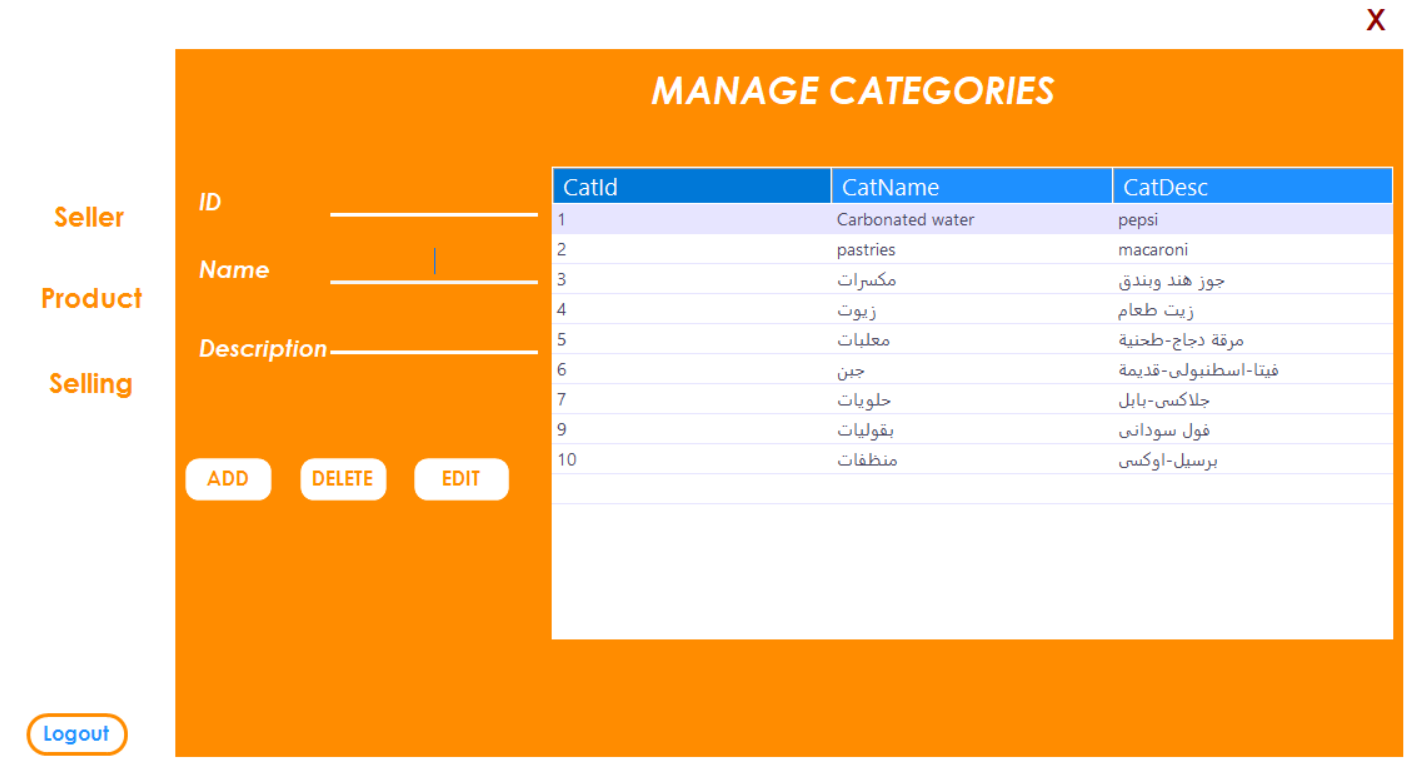 X
MANAGE CATEGORIES
Seller
Product
Selling
Logout
ID
Name
Description
ADD DELETE EDIT
CatId CatName CatDesc
1 Carbonated water pepsi
2 pastries macaroni
3 مكسرات جوز هند وبندق
4 زيوت زيت طعام
5 معلبات مرقة دجاج-طحنية
6 جبن فيتا-اسطنبولى-قديمة
7 حلويات جلاكسى-بابل
9 بقوليات فول سودانى
10 منظفات برسيل-اوكسى